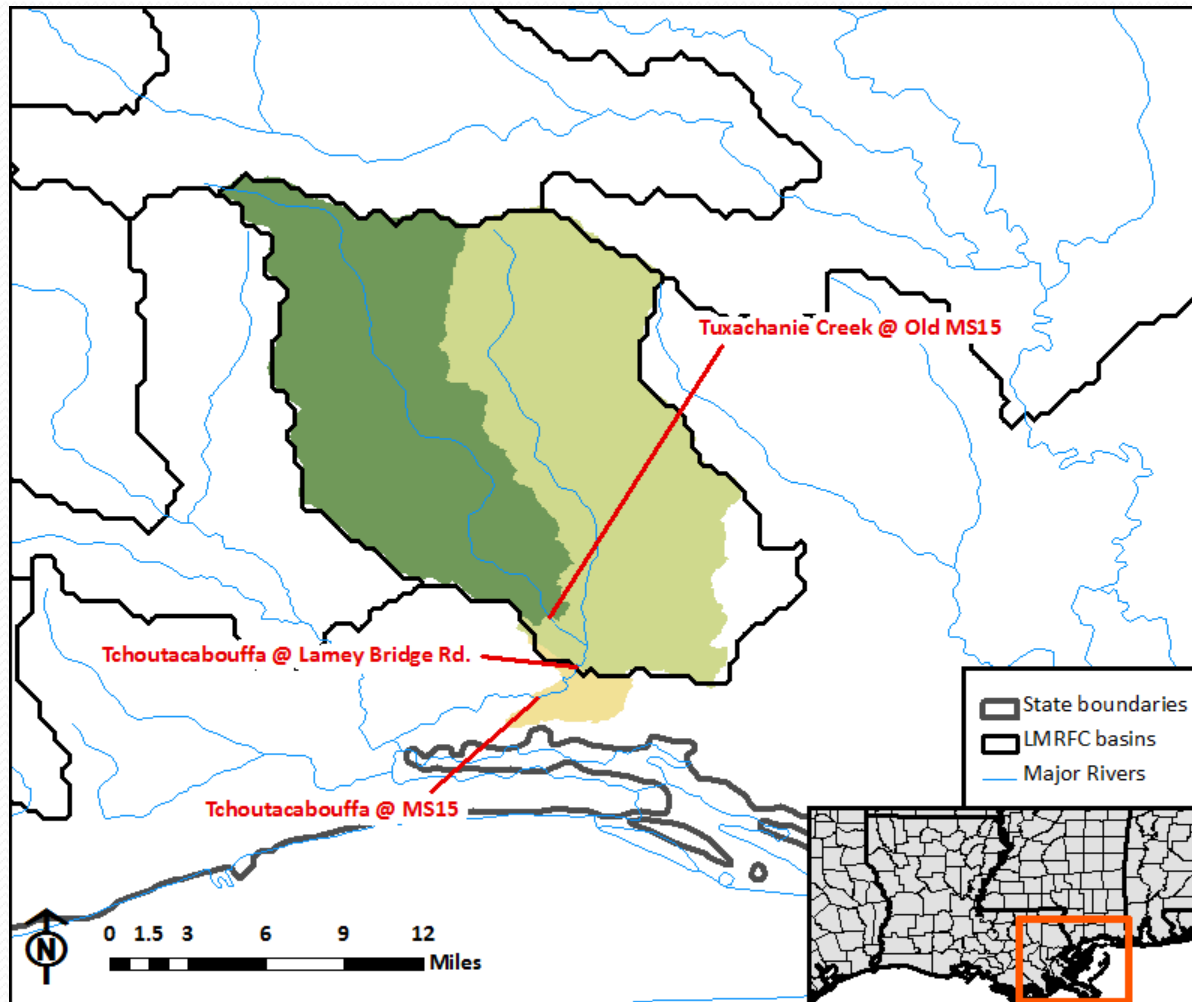 Tuxachanie Creek @ Old MS15
Tchoutacabouffa @ Lamey Bridge Rd.
Tchoutacabouffa @ MS15
State boundaries
LMRFC basins
Major Rivers
N
0 1.5 3 6 9 12
Miles